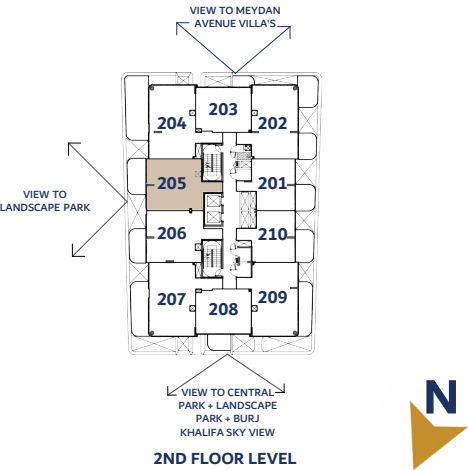 VIEW TO MEYDAN
AVENUE VILLA'S
203
204
202
205
201
VIEW TO
LANDSCAPE PARK
206
210
207
209
208
VIEW TO CENTRAL
PARK + LANDSCAPE
PARK + BURJ
KHALIFA SKY VIEW
N
2ND FLOOR LEVEL